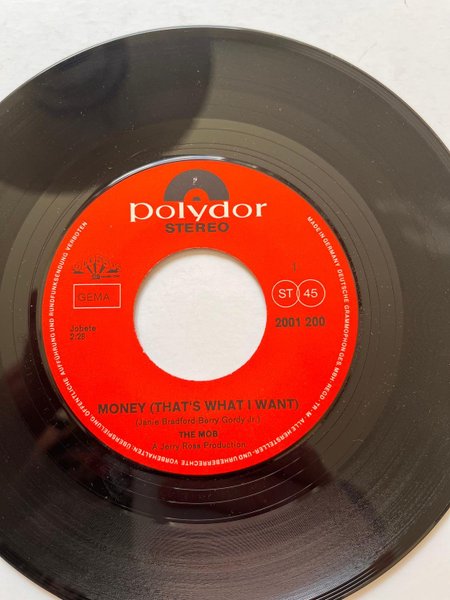 polydor
STEREO
GEMA
ST 45
Jobete
2:28
2001 200
MONEY (THAT'S WHAT I WANT)
(Janie Bradford-Berry Gordy Jr.)
THE MOB
A Jerry Ross Production
MADE IN GERMANY DEUTSCHE GRAMMOPHON GES. MBH. REGD. TR. M. ALLE HERSTELLER- UND URHEBERRECHTE VORBEHALTEN ÜBERSPIELUNG ÖFFENTLICHE AUFFÜHRUNG UND RUNDFUNKSENDUNG VERBOTEN